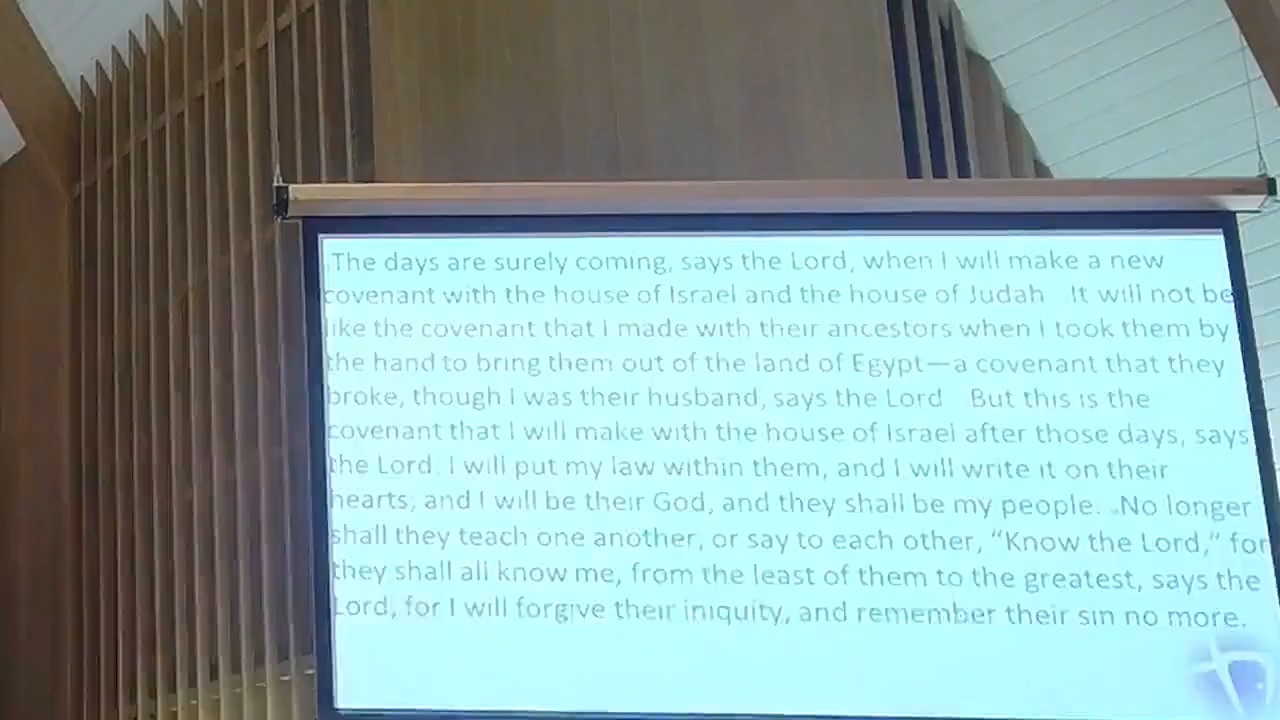 The days are surely coming, says the Lord, when I will make a new
covenant with the house of Israel and the house of Judah It will not be
like the covenant that I made with their ancestors when I took them by
the hand to bring them out of the land of Egypt—a covenant that they
broke, though I was their husband, says the Lord But this is the
covenant that I will make with the house of Israel after those days, says
the Lord. I will put my law within them, and I will write it on their
hearts; and I will be their God, and they shall be my people. No longer
shall they teach one another, or say to each other, “Know the Lord,” for
they shall all know me, from the least of them to the greatest, says the
Lord, for I will forgive their iniquity, and remember their sin no more.